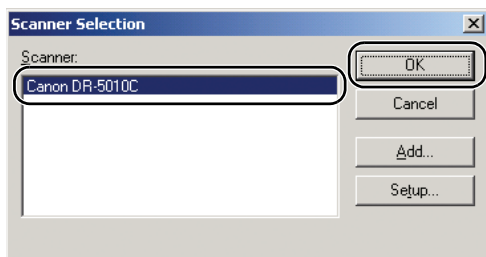 Scanner Selection
Scanner:
Canon DR-5010C
OK
Cancel
Add...
Setup...